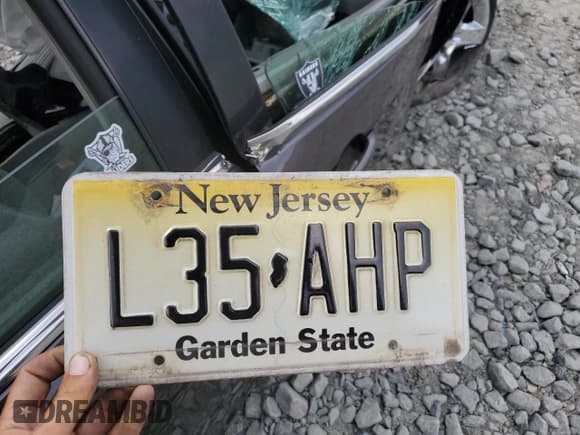 New Jersey
L35 AHP
Garden State
DREAMBID